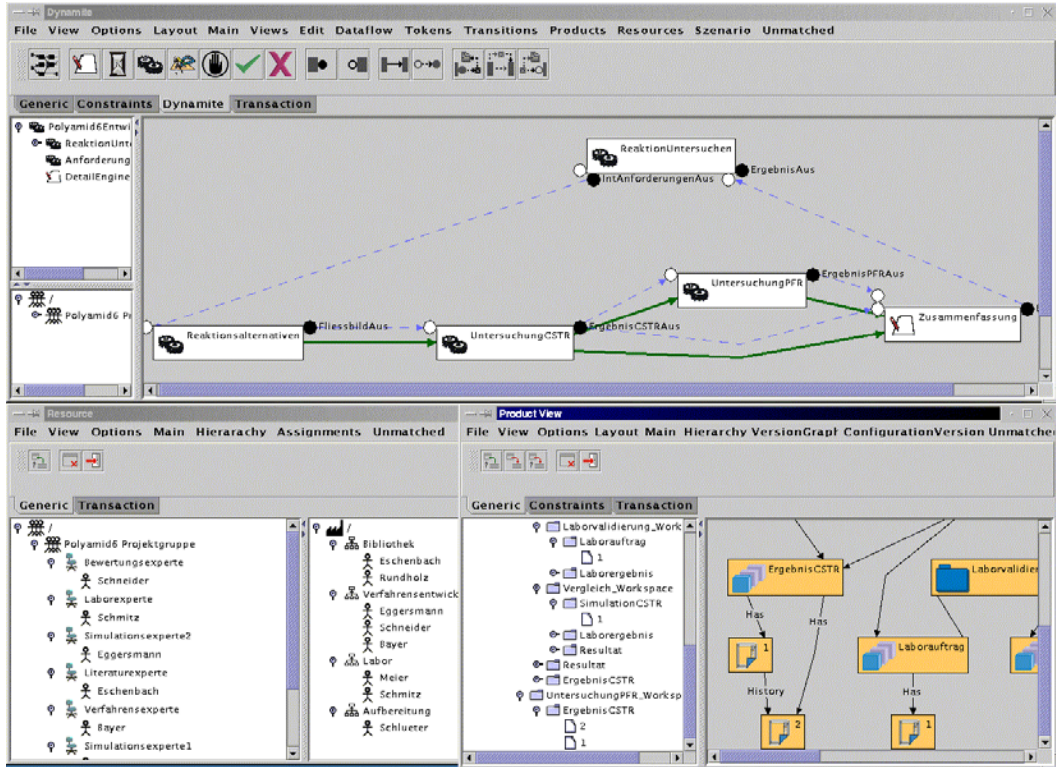 Dynamite
File View Options Layout Main Views Edit Dataflow Tokens Transitions Products Resources Szenario Unmatched
Generic Constraints Dynamite Transaction
Polyamid6Entwi
ReaktionUnt
Anforderung
DetailEngine
/
Polyamid6 Pr
ReaktionUntersuchen
IntAnforderungenAus
ErgebnisAus
UntersuchungPFR
ErgebnisPFRAus
Zusammenfassung
Reaktionsalternativen
FliessbildAus
UntersuchungCSTR
ErgebnisCSTRAus
Resource
File View Options Main Hierarachy Assignments Unmatched
Generic Transaction
/
Polyamid6 Projektgruppe
Bewertungsexperte
Schneider
Laborexperte
Schmitz
Simulationsexperte2
Eggersmann
Literaturexperte
Eschenbach
Verfahrensexperte
Bayer
Simulationsexperte1
/
Bibliothek
Eschenbach
Rundholz
Verfahrensentwick
Eggersmann
Schneider
Bayer
Labor
Meier
Schmitz
Aufbereitung
Schlueter
Product View
File View Options Layout Main Hierarchy VersionGraph ConfigurationVersion Unmatche
Generic Constraints Transaction
Laborvalidierung_Work
Laborauftrag
1
Laborergebnis
Vergleich_Workspace
SimulationCSTR
1
Laborergebnis
Resultat
Resultat
ErgebnisCSTR
UntersuchungPFR_Worksp
ErgebnisCSTR
2
1
ErgebnisCSTR
Laborvalidier
Has
Has
1
Laborauftrag
History
Has
2
1